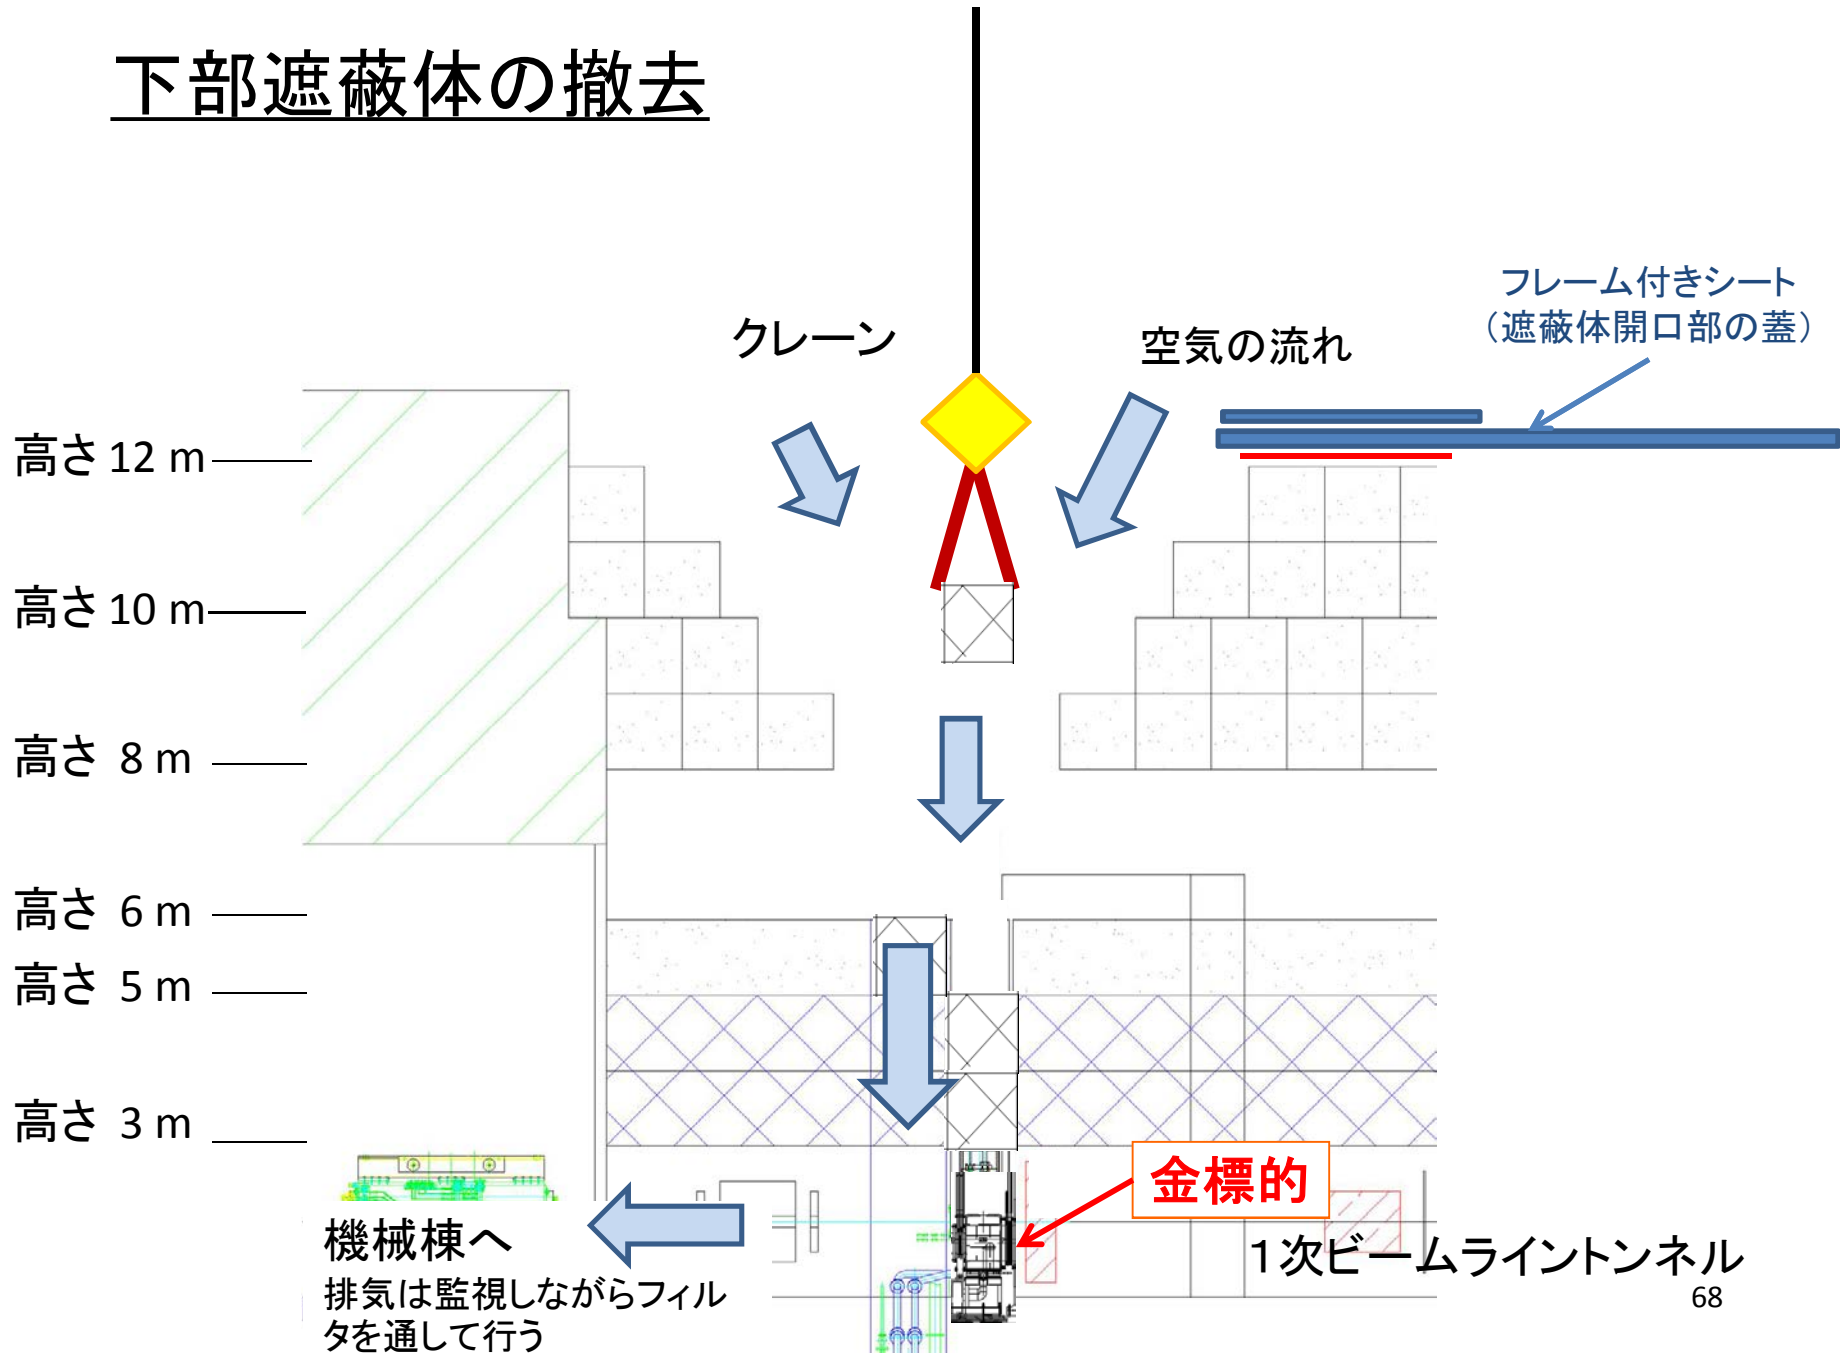 下部遮蔽体の撤去
クレーン
空気の流れ
フレーム付きシート
（遮蔽体開口部の蓋）
高さ 12 m
高さ 10 m
高さ 8 m
高さ 6 m
高さ 5 m
高さ 3 m
金標的
機械棟へ
排気は監視しながらフィル
タを通して行う
１次ビームライントンネル
68